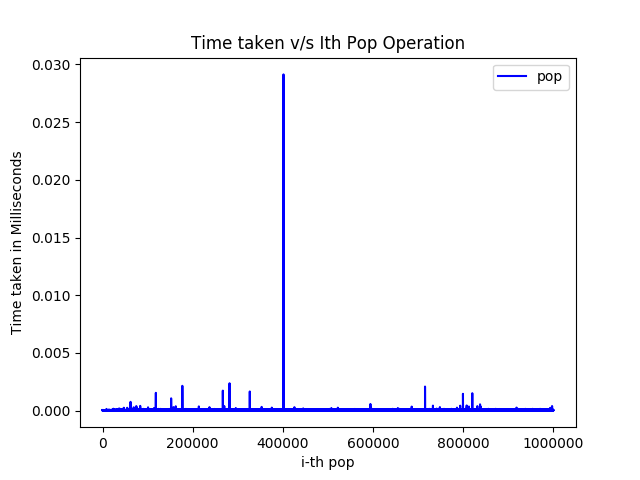 Time taken v/s Ith Pop Operation
pop
Time taken in Milliseconds
0.030
0.025
0.020
0.015
0.010
0.005
0.000
0 200000 400000 600000 800000 1000000
i-th pop